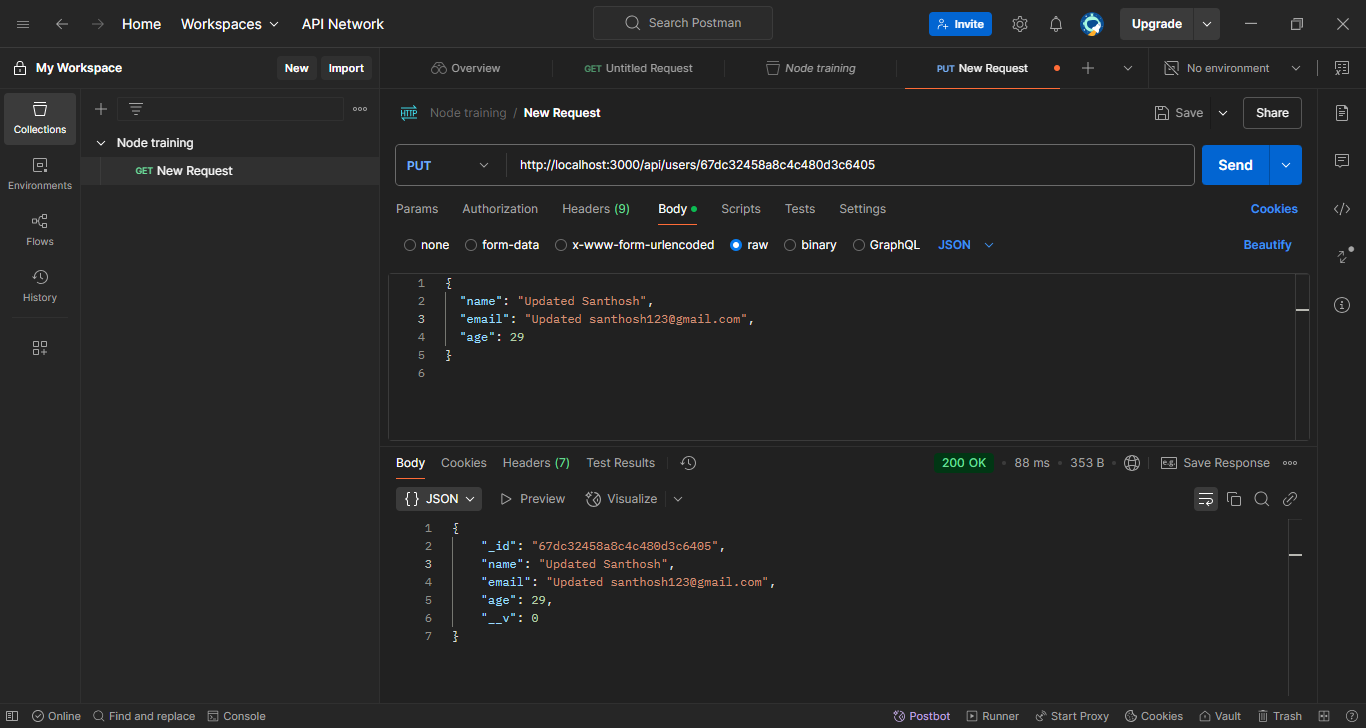 Home Workspaces API Network Search Postman Invite Upgrade
My Workspace New Import Overview GET Untitled Request Node training PUT New Request No environment
Collections
Environments
Flows
History
Node training
GET New Request
HTTP Node training / New Request Save Share
PUT http://localhost:3000/api/users/67dc32458a8c4c480d3c6405 Send
Params Authorization Headers (9) Body Scripts Tests Settings Cookies
none form-data x-www-form-urlencoded raw binary GraphQL JSON Beautify
1 {
2 "name": "Updated Santhosh",
3 "email": "Updated santhosh123@gmail.com",
4 "age": 29
5 }
6
Body Cookies Headers (7) Test Results 200 OK 88 ms 353 B e.g. Save Response
{} JSON Preview Visualize
1 {
2 "_id": "67dc32458a8c4c480d3c6405",
3 "name": "Updated Santhosh",
4 "email": "Updated santhosh123@gmail.com",
5 "age": 29,
6 "__v": 0
7 }
Online Find and replace Console Postbot Runner Start Proxy Cookies Vault Trash